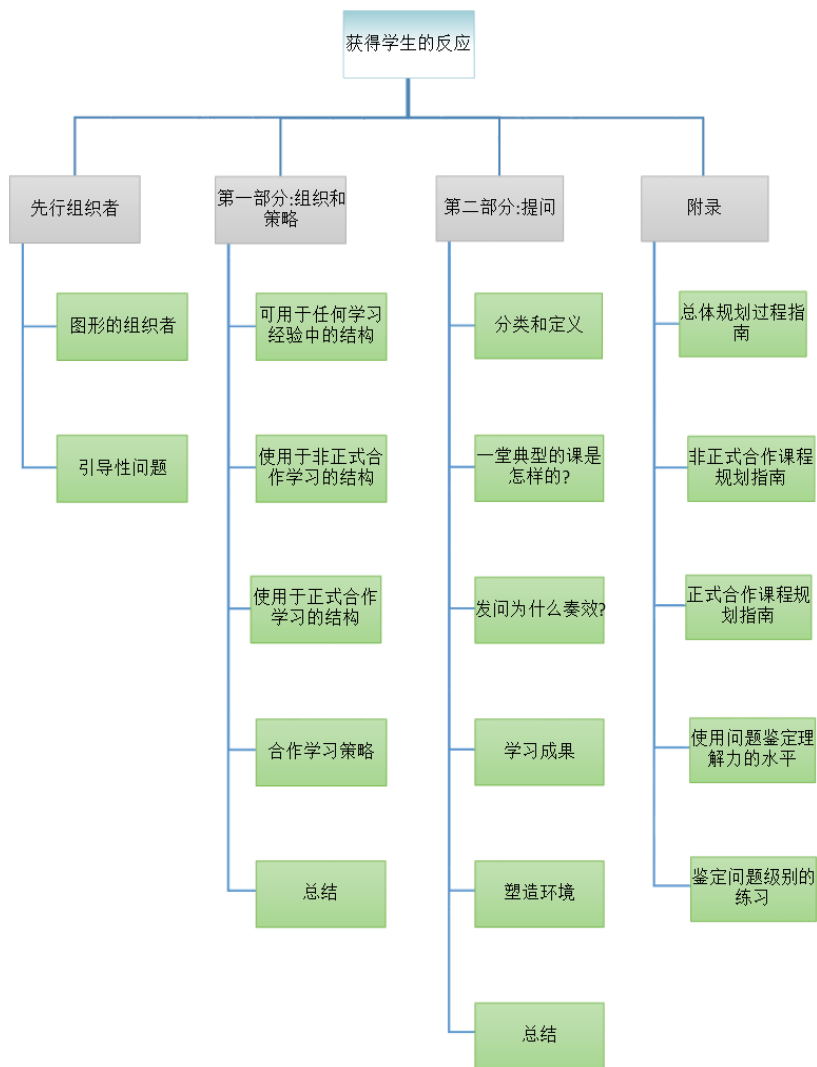 获得学生的反应
先行组织者
图形的组织者
引导性问题
第一部分:组织和
策略
可用于任何学习
经验中的结构
使用于非正式合
作学习的结构
使用于正式合作
学习的结构
合作学习策略
总结
第二部分:提问
分类和定义
一堂典型的课是
怎样的?
发问为什么奏效?
学习成果
塑造环境
总结
附录
总体规划过程指
南
非正式合作课程
规划指南
正式合作课程规
划指南
使用问题鉴定理
解力的水平
鉴定问题级别的
练习